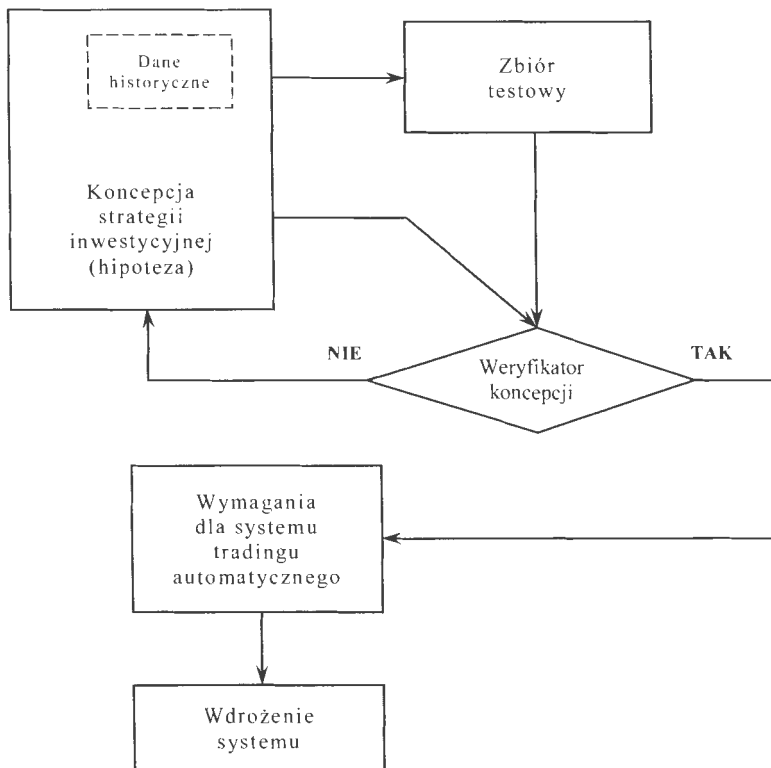 Dane
historyczne
Zbiór
testowy
Koncepcja
strategii
inwestycyjnej
(hipoteza)
NIE
Weryfikator
koncepcji
TAK
Wymagania
dla systemu
tradingu
automatycznego
Wdrożenie
systemu